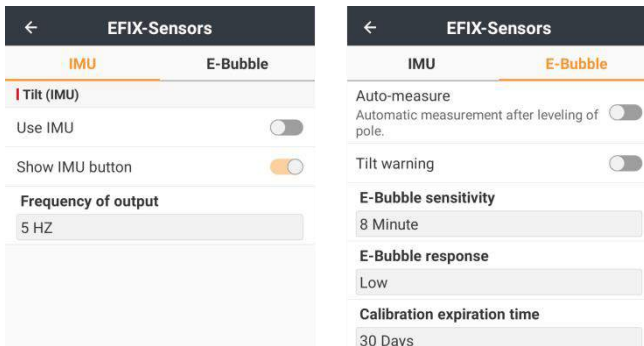 EFIX-Sensors
IMU E-Bubble
Tilt (IMU)
Use IMU
Show IMU button
Frequency of output
5 HZ
EFIX-Sensors
IMU E-Bubble
Auto-measure
Automatic measurement after leveling of
pole.
Tilt warning
E-Bubble sensitivity
8 Minute
E-Bubble response
Low
Calibration expiration time
30 Days